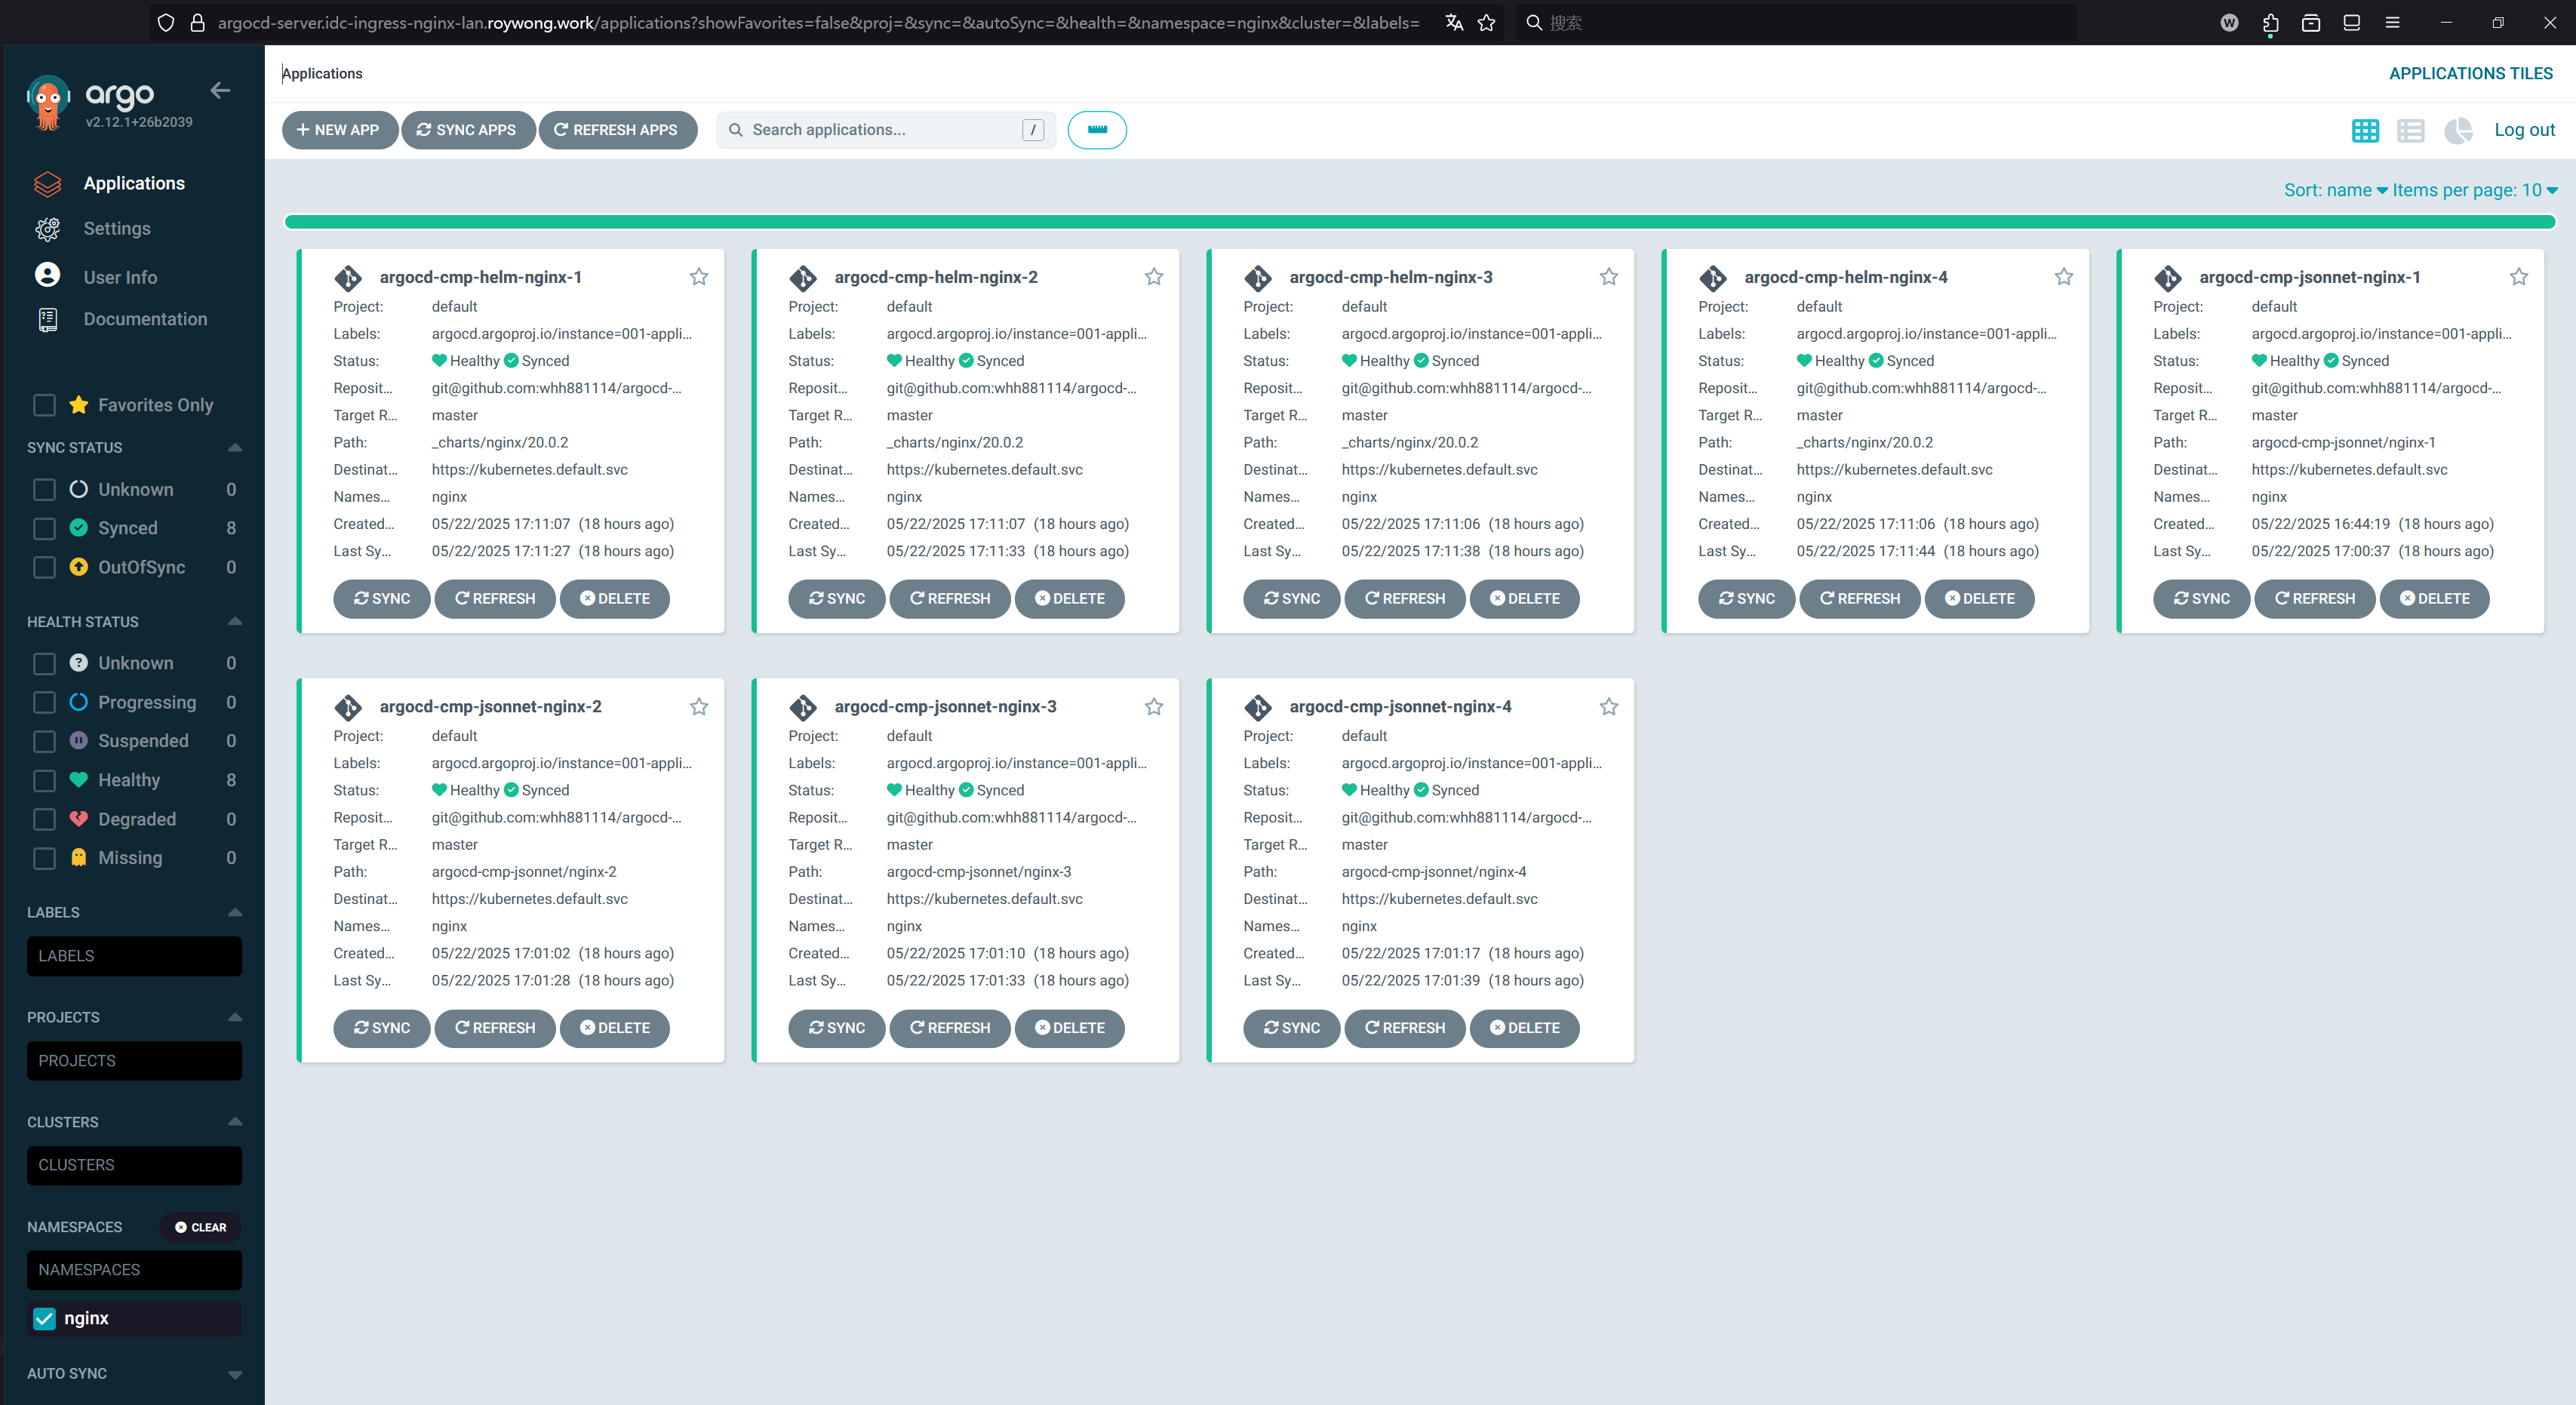 argocd-server.idc-ingress-nginx-lan.roywong.work/applications?showFavorites=false&proj=&sync=&autoSync=&health=&namespace=nginx&cluster=&labels=
搜索
W
argo
v2.12.1+26b2039
Applications
Settings
User Info
Documentation
Favorites Only
SYNC STATUS
Unknown 0
Synced 8
OutOfSync 0
HEALTH STATUS
Unknown 0
Progressing 0
Suspended 0
Healthy 8
Degraded 0
Missing 0
LABELS
LABELS
PROJECTS
PROJECTS
CLUSTERS
CLUSTERS
NAMESPACES CLEAR
NAMESPACES
nginx
AUTO SYNC
Applications
APPLICATIONS TILES
NEW APP SYNC APPS REFRESH APPS Search applications... / Log out
Sort: name Items per page: 10
argocd-cmp-helm-nginx-1
Project: default
Labels: argocd.argoproj.io/instance=001-appli...
Status: Healthy Synced
Reposit... git@github.com:whh881114/argocd-...
Target R... master
Path: _charts/nginx/20.0.2
Destinat... https://kubernetes.default.svc
Names... nginx
Created... 05/22/2025 17:11:07 (18 hours ago)
Last Sy... 05/22/2025 17:11:27 (18 hours ago)
SYNC REFRESH DELETE
argocd-cmp-helm-nginx-2
Project: default
Labels: argocd.argoproj.io/instance=001-appli...
Status: Healthy Synced
Reposit... git@github.com:whh881114/argocd-...
Target R... master
Path: _charts/nginx/20.0.2
Destinat... https://kubernetes.default.svc
Names... nginx
Created... 05/22/2025 17:11:07 (18 hours ago)
Last Sy... 05/22/2025 17:11:33 (18 hours ago)
SYNC REFRESH DELETE
argocd-cmp-helm-nginx-3
Project: default
Labels: argocd.argoproj.io/instance=001-appli...
Status: Healthy Synced
Reposit... git@github.com:whh881114/argocd-...
Target R... master
Path: _charts/nginx/20.0.2
Destinat... https://kubernetes.default.svc
Names... nginx
Created... 05/22/2025 17:11:06 (18 hours ago)
Last Sy... 05/22/2025 17:11:38 (18 hours ago)
SYNC REFRESH DELETE
argocd-cmp-helm-nginx-4
Project: default
Labels: argocd.argoproj.io/instance=001-appli...
Status: Healthy Synced
Reposit... git@github.com:whh881114/argocd-...
Target R... master
Path: _charts/nginx/20.0.2
Destinat... https://kubernetes.default.svc
Names... nginx
Created... 05/22/2025 17:11:06 (18 hours ago)
Last Sy... 05/22/2025 17:11:44 (18 hours ago)
SYNC REFRESH DELETE
argocd-cmp-jsonnet-nginx-1
Project: default
Labels: argocd.argoproj.io/instance=001-appli...
Status: Healthy Synced
Reposit... git@github.com:whh881114/argocd-...
Target R... master
Path: argocd-cmp-jsonnet/nginx-1
Destinat... https://kubernetes.default.svc
Names... nginx
Created... 05/22/2025 16:44:19 (18 hours ago)
Last Sy... 05/22/2025 17:00:37 (18 hours ago)
SYNC REFRESH DELETE
argocd-cmp-jsonnet-nginx-2
Project: default
Labels: argocd.argoproj.io/instance=001-appli...
Status: Healthy Synced
Reposit... git@github.com:whh881114/argocd-...
Target R... master
Path: argocd-cmp-jsonnet/nginx-2
Destinat... https://kubernetes.default.svc
Names... nginx
Created... 05/22/2025 17:01:02 (18 hours ago)
Last Sy... 05/22/2025 17:01:28 (18 hours ago)
SYNC REFRESH DELETE
argocd-cmp-jsonnet-nginx-3
Project: default
Labels: argocd.argoproj.io/instance=001-appli...
Status: Healthy Synced
Reposit... git@github.com:whh881114/argocd-...
Target R... master
Path: argocd-cmp-jsonnet/nginx-3
Destinat... https://kubernetes.default.svc
Names... nginx
Created... 05/22/2025 17:01:10 (18 hours ago)
Last Sy... 05/22/2025 17:01:33 (18 hours ago)
SYNC REFRESH DELETE
argocd-cmp-jsonnet-nginx-4
Project: default
Labels: argocd.argoproj.io/instance=001-appli...
Status: Healthy Synced
Reposit... git@github.com:whh881114/argocd-...
Target R... master
Path: argocd-cmp-jsonnet/nginx-4
Destinat... https://kubernetes.default.svc
Names... nginx
Created... 05/22/2025 17:01:17 (18 hours ago)
Last Sy... 05/22/2025 17:01:39 (18 hours ago)
SYNC REFRESH DELETE